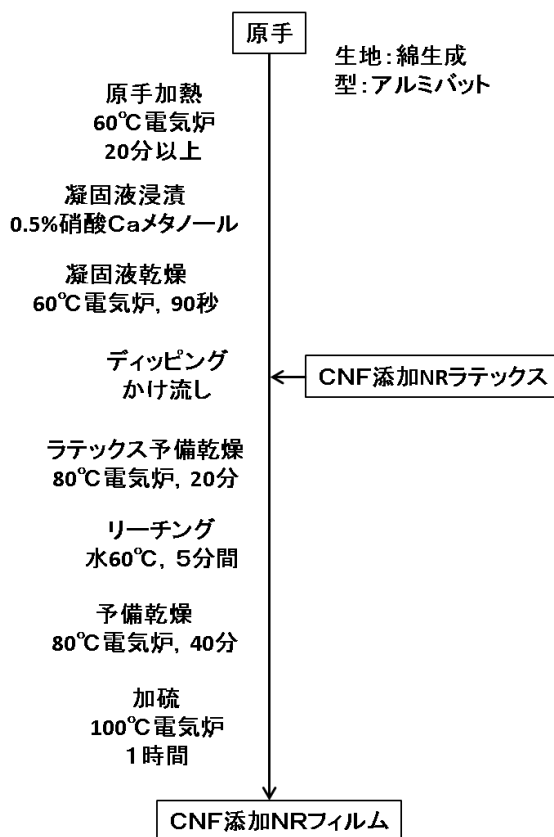 原手
生地：綿生成
型：アルミバット
原手加熱
60℃電気炉
20分以上
凝固液浸漬
0.5%硝酸Ｃａメタノール
凝固液乾燥
60℃電気炉，90秒
ディッピング
かけ流し
ＣＮＦ添加NRラテックス
ラテックス予備乾燥
80℃電気炉，20分
リーチング
水60℃，５分間
予備乾燥
80℃電気炉，40分
加硫
100℃電気炉
１時間
ＣＮＦ添加NRフィルム